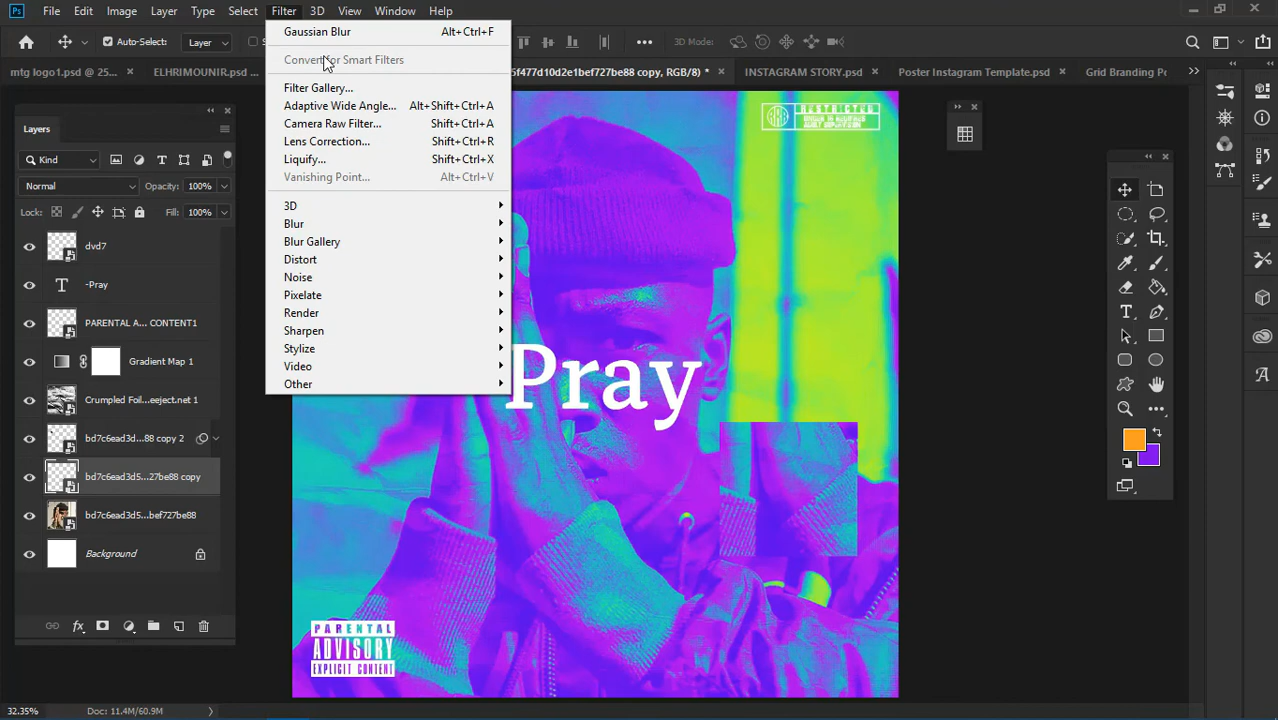 Ps File Edit Image Layer Type Select Filter 3D View Window Help
Auto-Select: Layer 3D Mode:
mtg logo1.psd @ 25... × ELHRIMOUNIR.psd ... 5f477d10d2e1bef727be88 copy, RGB/8) * × INSTAGRAM STORY.psd × Poster Instagram Template.psd × Grid Branding Po
Gaussian Blur Alt+Ctrl+F
Convert for Smart Filters
Filter Gallery...
Adaptive Wide Angle... Alt+Shift+Ctrl+A
Camera Raw Filter... Shift+Ctrl+A
Lens Correction... Shift+Ctrl+R
Liquify... Shift+Ctrl+X
Vanishing Point... Alt+Ctrl+V
3D
Blur
Blur Gallery
Distort
Noise
Pixelate
Render
Sharpen
Stylize
Video
Other
Layers
Kind
Normal Opacity: 100%
Lock: Fill: 100%
dvd7
-Pray
PARENTAL A... CONTENT1
Gradient Map 1
Crumpled Foil...eeject.net 1
bd7c6ead3d...88 copy 2
bd7c6ead3d5...27be88 copy
bd7c6ead3d5...bef727be88
Background
RESTRICTED
Pray
PARENTAL
ADVISORY
EXPLICIT CONTENT
32.35% Doc: 11.4M/60.9M